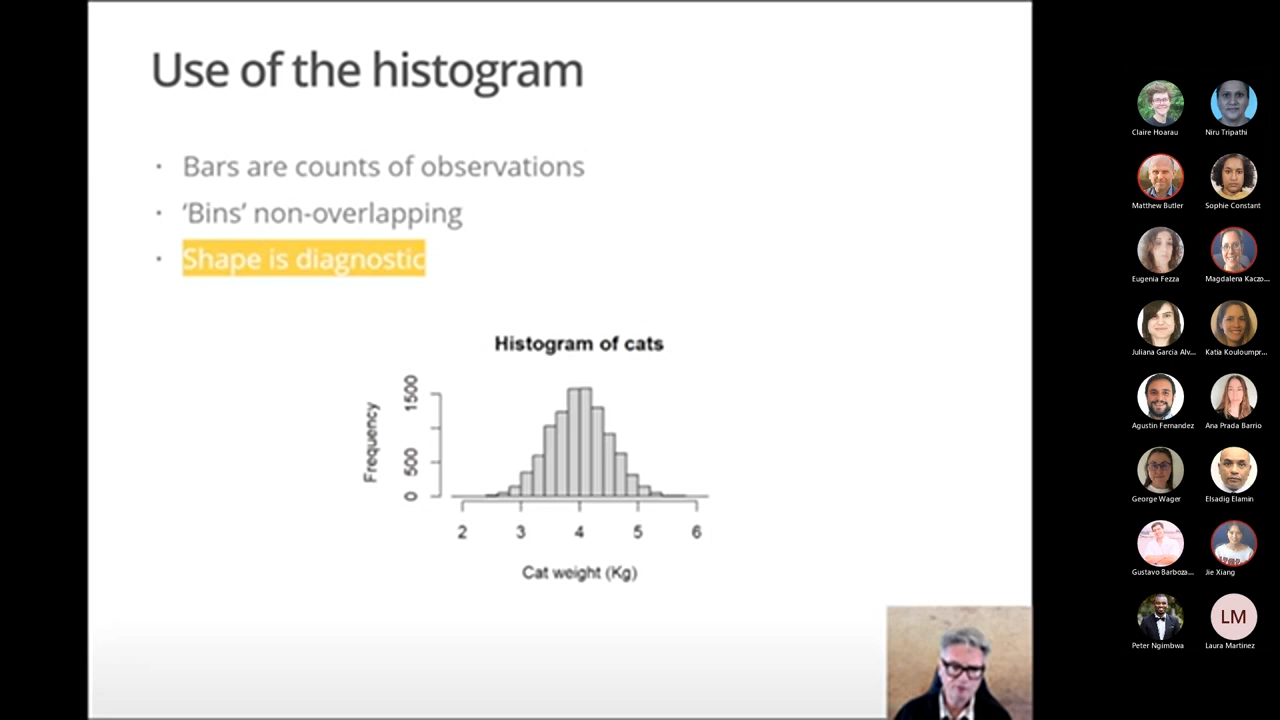 Use of the histogram
· Bars are counts of observations
· ‘Bins’ non-overlapping
· Shape is diagnostic
Histogram of cats
Frequency
1500
500
0
2 3 4 5 6
Cat weight (Kg)
Claire Hoarau
Niru Tripathi
Matthew Butler
Sophie Constant
Eugenia Fezza
Magdalena Kaczo...
Juliana Garcia Alv...
Katia Kouloumpr...
Agustin Fernandez
Ana Prada Barrio
George Wager
Elsadig Elamin
Gustavo Barboza...
Jie Xiang
Peter Ngimbwa
LM
Laura Martinez